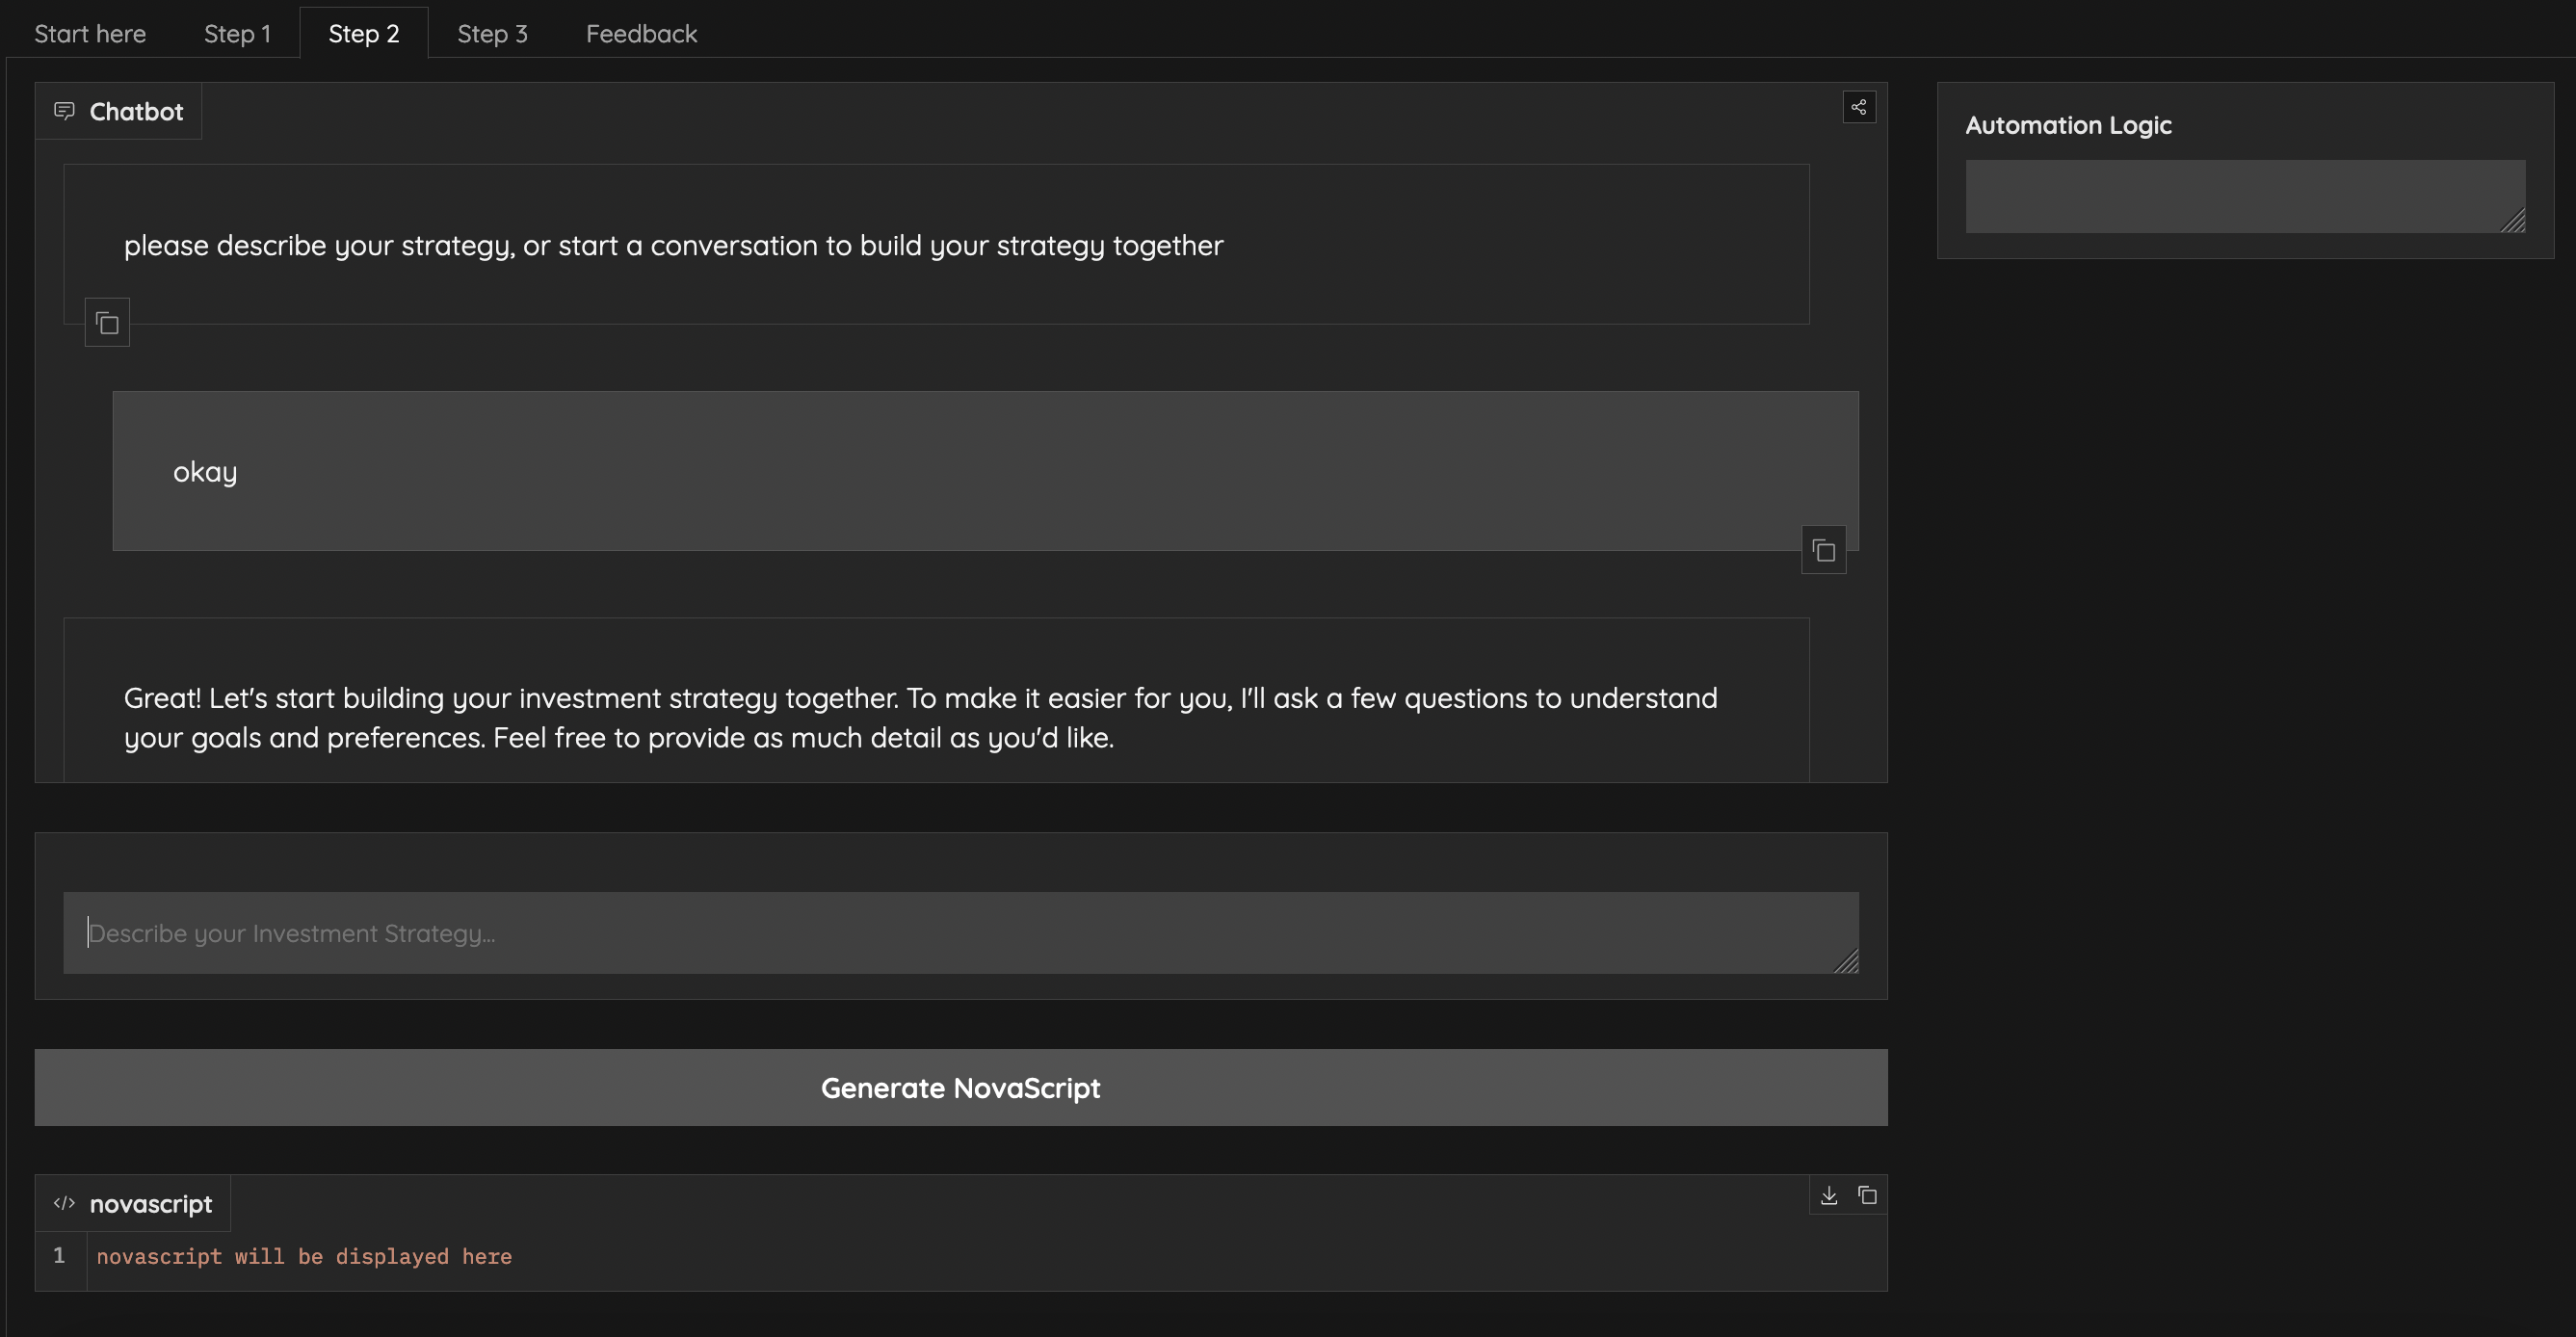 Start here
Step 1
Step 2
Step 3
Feedback
Chatbot
please describe your strategy, or start a conversation to build your strategy together
okay
Great! Let's start building your investment strategy together. To make it easier for you, I'll ask a few questions to understand
your goals and preferences. Feel free to provide as much detail as you'd like.
Describe your Investment Strategy...
Generate NovaScript
novascript
1 novascript will be displayed here
Automation Logic